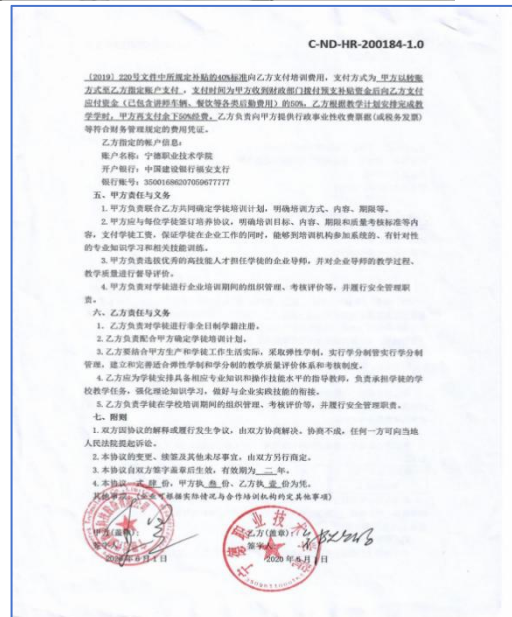 C-ND-HR-200184-1.0
〔2019〕220号文件中所规定补贴的40%标准向乙方支付培训费用，支付方式为 甲方以转账
方式至乙方指定账户支付 ，支付时间为甲方收到财政部门拨付预支补贴资金后向乙方支付
应付资金（已包含讲师车辆、餐饮等各类后勤费用）的50%，乙方根据教学计划安排完成教
学学时，甲方再支付余下50%经费。乙方负责向甲方提供行政事业性收费票据(或税务发票)
等符合财务管理规定的费用凭证。
乙方指定的帐户信息：
账户名称：宁德职业技术学院
开户银行：中国建设银行福安支行
银行账号：35001696207059677777
五、甲方责任与义务
1.甲方负责联合乙方共同确定学徒培训计划，明确培训方式、内容、期限等。
2.甲方应与每位学徒签订培养协议，明确培训目标、内容、期限和质量考核标准等内
容，支付学徒工资，保证学徒在企业工作的同时，能够到培训机构参加系统的、有针对性
的专业知识学习和相关技能训练。
3.甲方负责选拔优秀的高技能人才担任学徒的企业导师，并对企业导师的教学过程、
教学质量进行督导评价。
4.甲方负责对学徒进行企业培训期间的组织管理、考核评价等，并履行安全管理职
责。
六、乙方责任与义务
1. 乙方负责对学徒进行非全日制学籍注册。
2.乙方负责配合甲方确定学徒培训计划。
3.乙方要结合甲方生产和学徒工作生活实际，采取弹性学制，实行学分制管实行学分制
管理，建立和完善适合弹性学制和学分制的教学质量评价体系和考核制度。
4.乙方应为学徒安排具备相应专业知识和操作技能水平的指导教师，负责承担学徒的学
校教学任务，强化理论知识学习，做好与企业实践技能的衔接。
5.乙方负责学徒在学校培训期间的组织管理、考核评价等，并履行安全管理职责。
七、附则
1.双方因协议的解释或履行发生争议，由双方协商解决。协商不成，任何一方可向当地
人民法院提起诉讼。
2.本协议的变更、续签及其他未尽事宜，由双方另行商定。
3.本协议自双方签字盖章后生效，有效期为 二 年。
4.本协议 式 肆 份，甲方执 叁 份、乙方执 壹 份为凭。
其他事项：（企业可根据实际情况与合作培训机构约定其他事项）
甲方（盖章）： 乙方（盖章）：
签字人 签字人
2020年6月1日 2020年6月1日
宁德职业技术学院